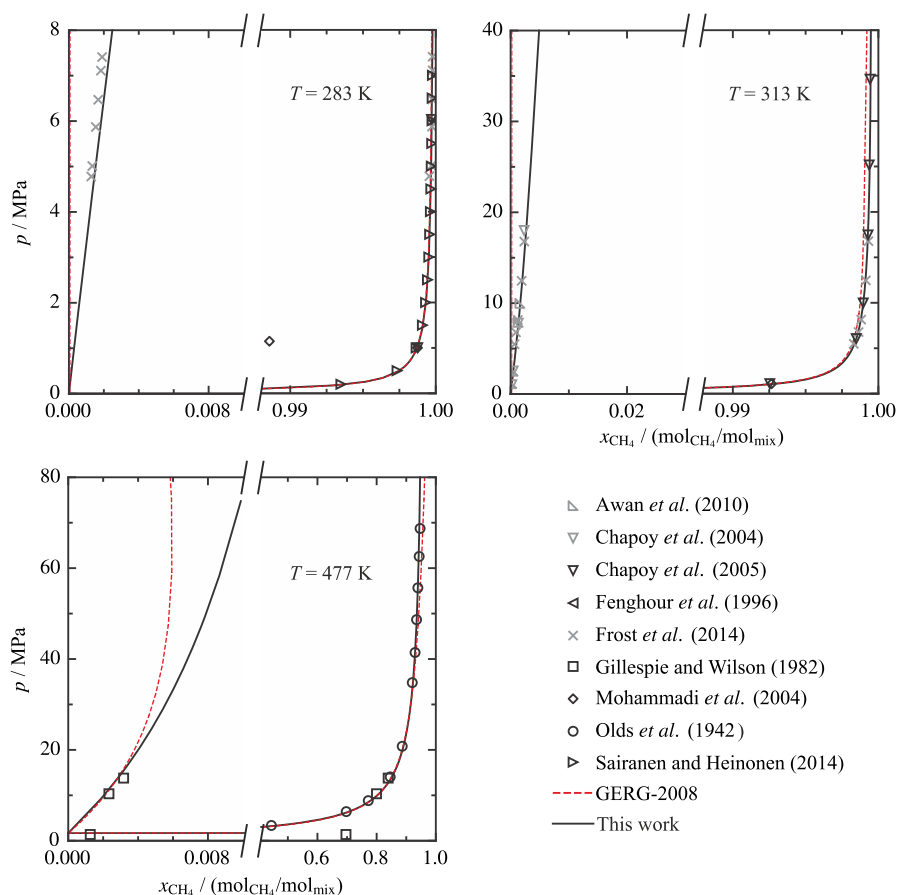 8
6
4
2
0
p / MPa
T = 283 K
0.000
0.008
0.99
1.00
40
30
20
10
0
T = 313 K
0.00
0.02
0.99
1.00
xCH₄ / (molCH₄/molmix)
80
60
40
20
0
p / MPa
T = 477 K
0.000
0.008
0.6
0.8
1.0
xCH₄ / (molCH₄/molmix)
Awan et al. (2010)
Chapoy et al. (2004)
Chapoy et al. (2005)
Fenghour et al. (1996)
Frost et al. (2014)
Gillespie and Wilson (1982)
Mohammadi et al. (2004)
Olds et al. (1942)
Sairanen and Heinonen (2014)
GERG-2008
This work